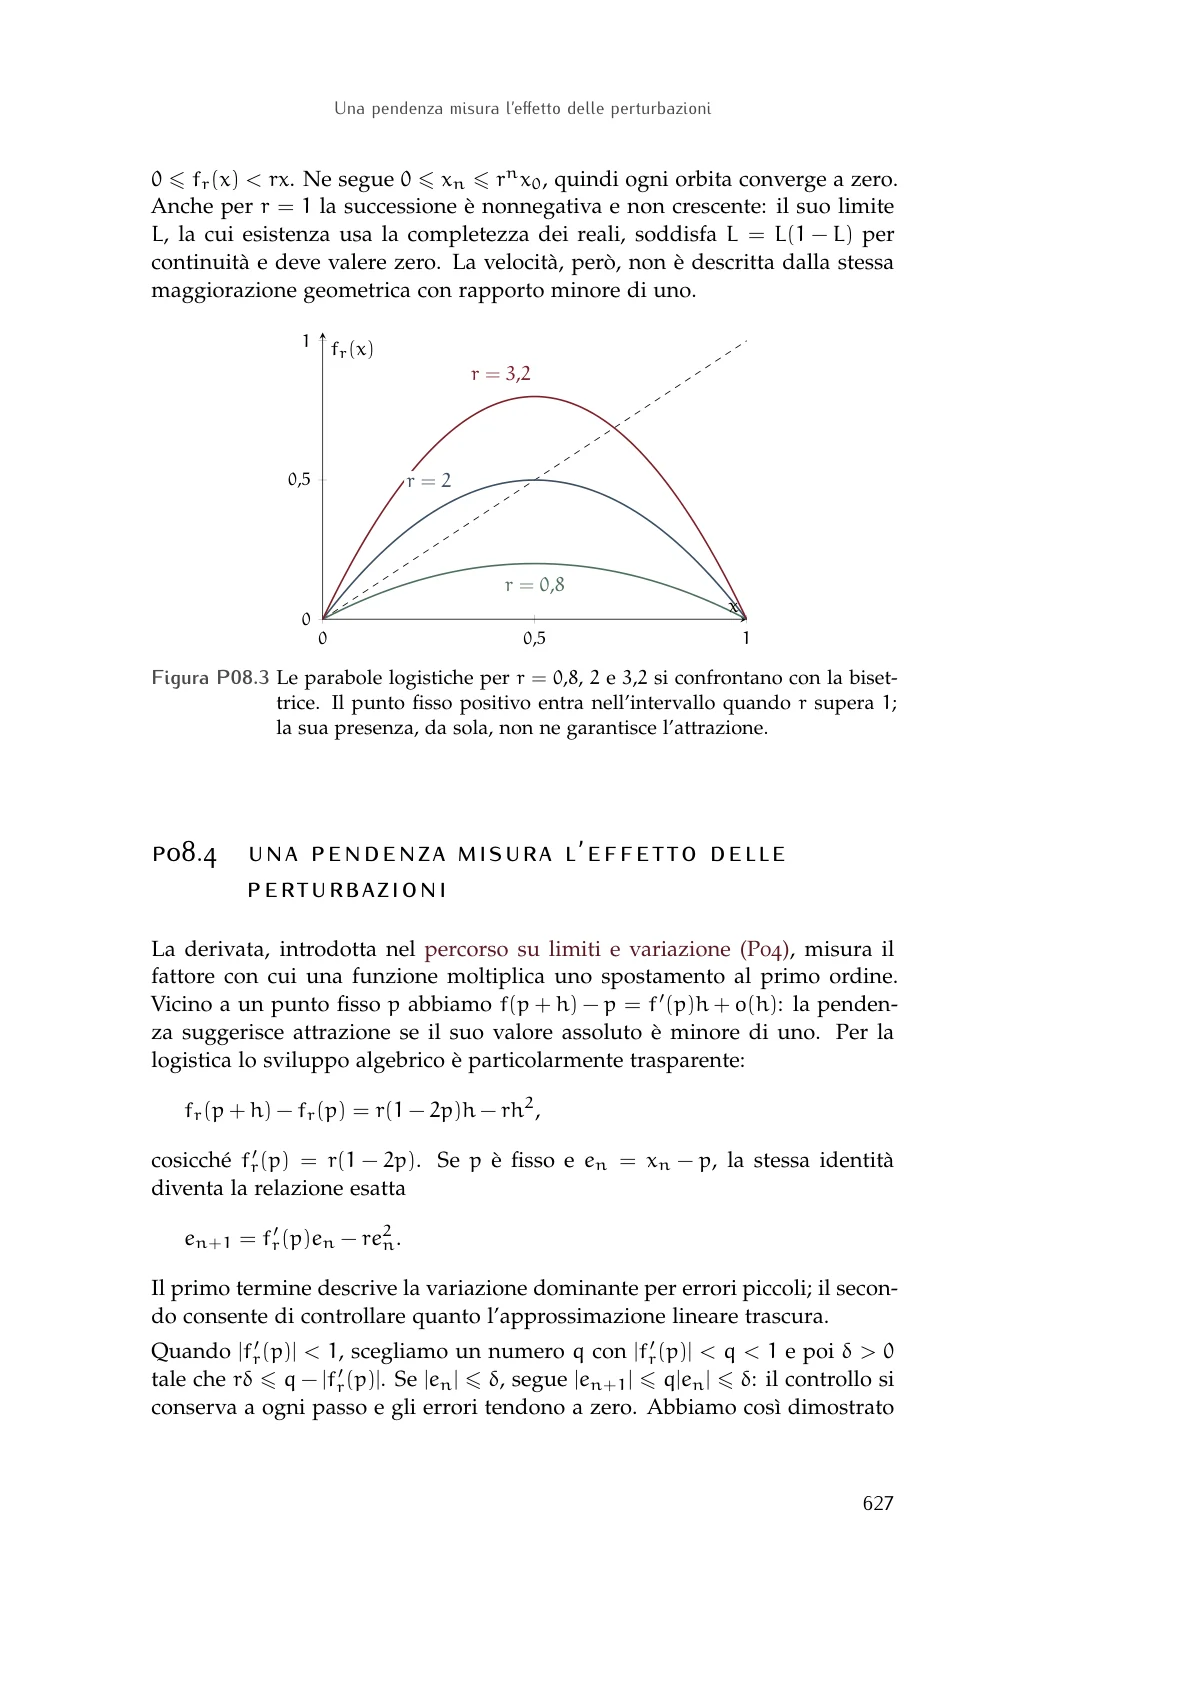 Una pendenza misura l'effetto delle perturbazioni
0 ⩽ fᵣ(x) < rx. Ne segue 0 ⩽ xₙ ⩽ rⁿx₀, quindi ogni orbita converge a zero.
Anche per r = 1 la successione è nonnegativa e non crescente: il suo limite
L, la cui esistenza usa la completezza dei reali, soddisfa L = L(1 − L) per
continuità e deve valere zero. La velocità, però, non è descritta dalla stessa
maggiorazione geometrica con rapporto minore di uno.
1
fᵣ(x)
r = 3,2
0,5
r = 2
r = 0,8
x
0
0
0,5
1
Figura P08.3 Le parabole logistiche per r = 0,8, 2 e 3,2 si confrontano con la biset-
trice. Il punto fisso positivo entra nell'intervallo quando r supera 1;
la sua presenza, da sola, non ne garantisce l'attrazione.
P08.4 UNA PENDENZA MISURA L'EFFETTO DELLE
PERTURBAZIONI
La derivata, introdotta nel percorso su limiti e variazione (P04), misura il
fattore con cui una funzione moltiplica uno spostamento al primo ordine.
Vicino a un punto fisso p abbiamo f(p + h) − p = f′(p)h + o(h): la penden-
za suggerisce attrazione se il suo valore assoluto è minore di uno. Per la
logistica lo sviluppo algebrico è particolarmente trasparente:
fᵣ(p + h) − fᵣ(p) = r(1 − 2p)h − rh²,
cosicché f′ᵣ(p) = r(1 − 2p). Se p è fisso e eₙ = xₙ − p, la stessa identità
diventa la relazione esatta
eₙ₊₁ = f′ᵣ(p)eₙ − reₙ².
Il primo termine descrive la variazione dominante per errori piccoli; il secon-
do consente di controllare quanto l'approssimazione lineare trascura.
Quando |f′ᵣ(p)| < 1, scegliamo un numero q con |f′ᵣ(p)| < q < 1 e poi δ > 0
tale che rδ ⩽ q − |f′ᵣ(p)|. Se |eₙ| ⩽ δ, segue |eₙ₊₁| ⩽ q|eₙ| ⩽ δ: il controllo si
conserva a ogni passo e gli errori tendono a zero. Abbiamo così dimostrato
627